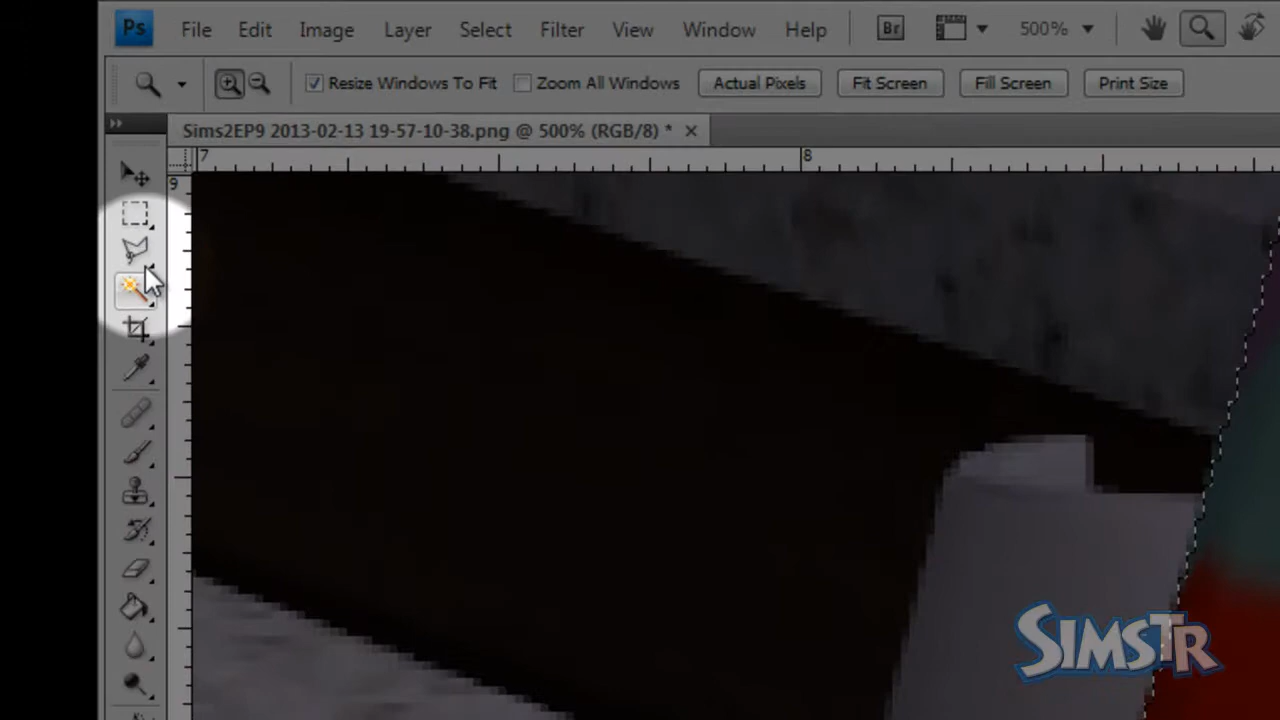 Ps File Edit Image Layer Select Filter View Window Help Br 500%
Resize Windows To Fit Zoom All Windows Actual Pixels Fit Screen Fill Screen Print Size
Sims2EP9 2013-02-13 19-57-10-38.png @ 500% (RGB/8) *
7 8
9
SIMSTR